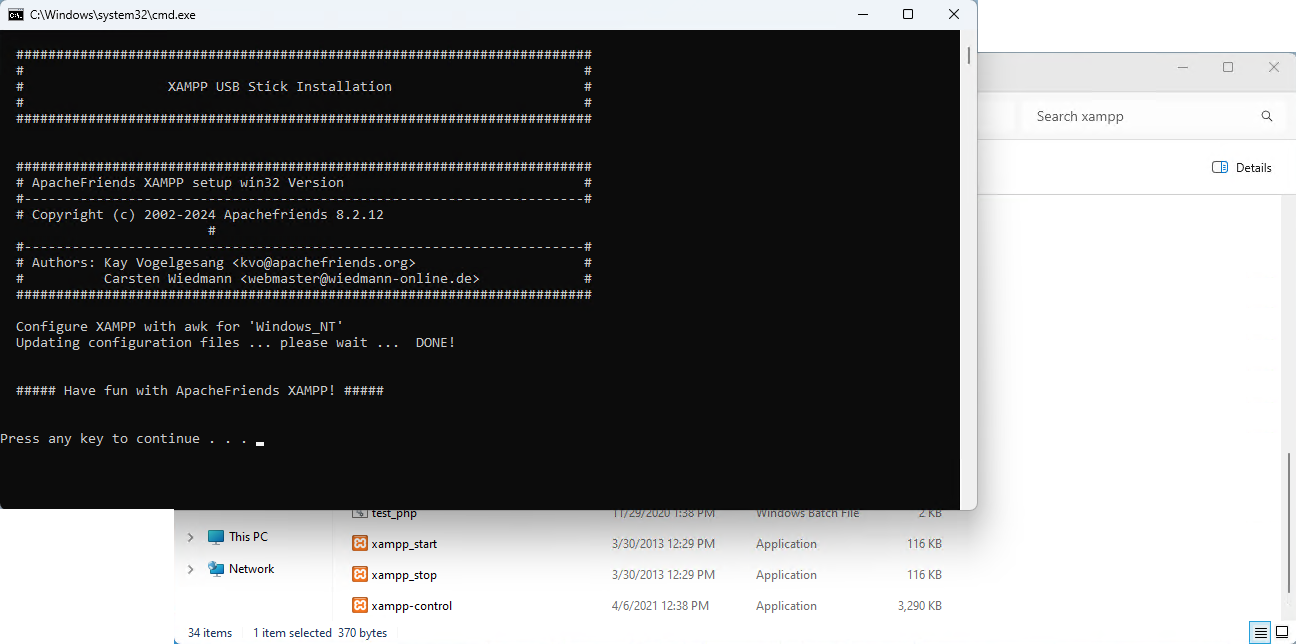 C:\Windows\system32\cmd.exe
########################################################################
#                                                                      #
#                  XAMPP USB Stick Installation                        #
#                                                                      #
########################################################################
########################################################################
# ApacheFriends XAMPP setup win32 Version                              #
#----------------------------------------------------------------------#
# Copyright (c) 2002-2024 Apachefriends 8.2.12
                        #
#----------------------------------------------------------------------#
# Authors: Kay Vogelgesang <kvo@apachefriends.org>                     #
#          Carsten Wiedmann <webmaster@wiedmann-online.de>             #
########################################################################
Configure XAMPP with awk for 'Windows_NT'
Updating configuration files ... please wait ...  DONE!
##### Have fun with ApacheFriends XAMPP! #####
Press any key to continue . . .
Search xampp
Details
This PC
Network
test_php 11/29/2020 1:38 PM Windows Batch File 2 KB
xampp_start 3/30/2013 12:29 PM Application 116 KB
xampp_stop 3/30/2013 12:29 PM Application 116 KB
xampp-control 4/6/2021 12:38 PM Application 3,290 KB
34 items 1 item selected 370 bytes